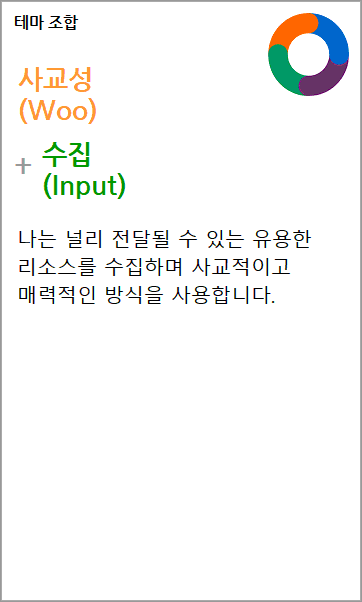 테마 조합
사교성
(Woo)
+ 수집
(Input)
나는 널리 전달될 수 있는 유용한
리소스를 수집하며 사교적이고
매력적인 방식을 사용합니다.